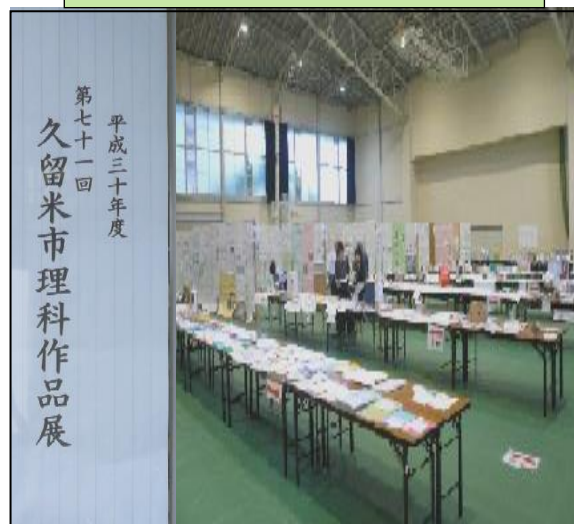 平成三十年度
第七十一回
久留米市理科作品展